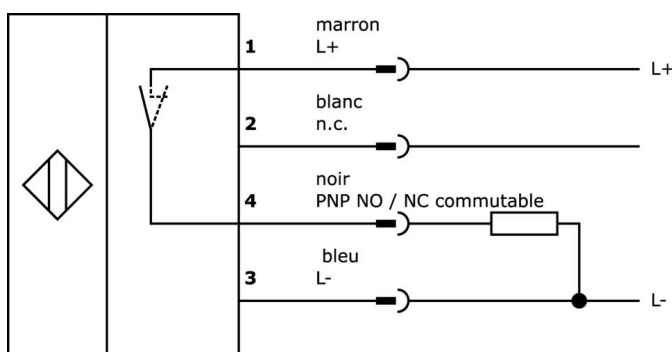 marron
1 L+
L+
blanc
2 n.c.
noir
4 PNP NO / NC commutable
bleu
3 L-
L-